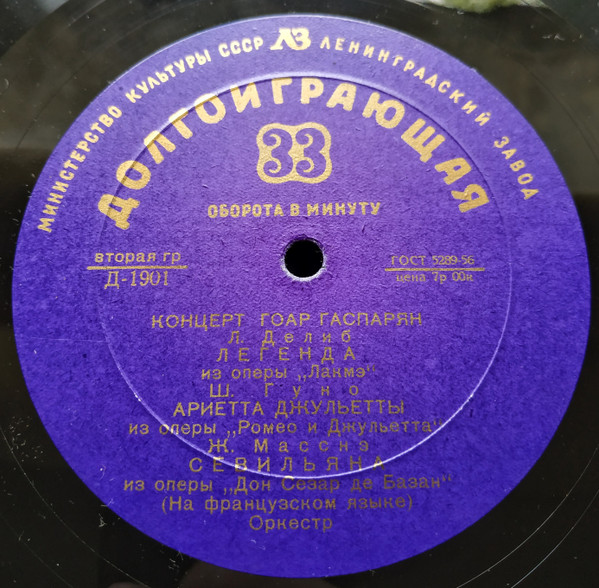 МИНИСТЕРСТВО КУЛЬТУРЫ СССР ЛЗ ЛЕНИНГРАДСКИЙ ЗАВОД
ДОЛГОИГРАЮЩАЯ
33
ОБОРОТА В МИНУТУ
вторая гр
Д-1901
ГОСТ 5289-56
цена 7р 00к
КОНЦЕРТ ГОАР ГАСПАРЯН
Л. Делиб
ЛЕГЕНДА
из оперы „Лакмэ"
Ш. Гуно
АРИЕТТА ДЖУЛЬЕТТЫ
из оперы „Ромео и Джульетта"
Ж. Масснэ
СЕВИЛЬЯНА
из оперы „Дон Сезар де Базан"
(На французском языке)
Оркестр